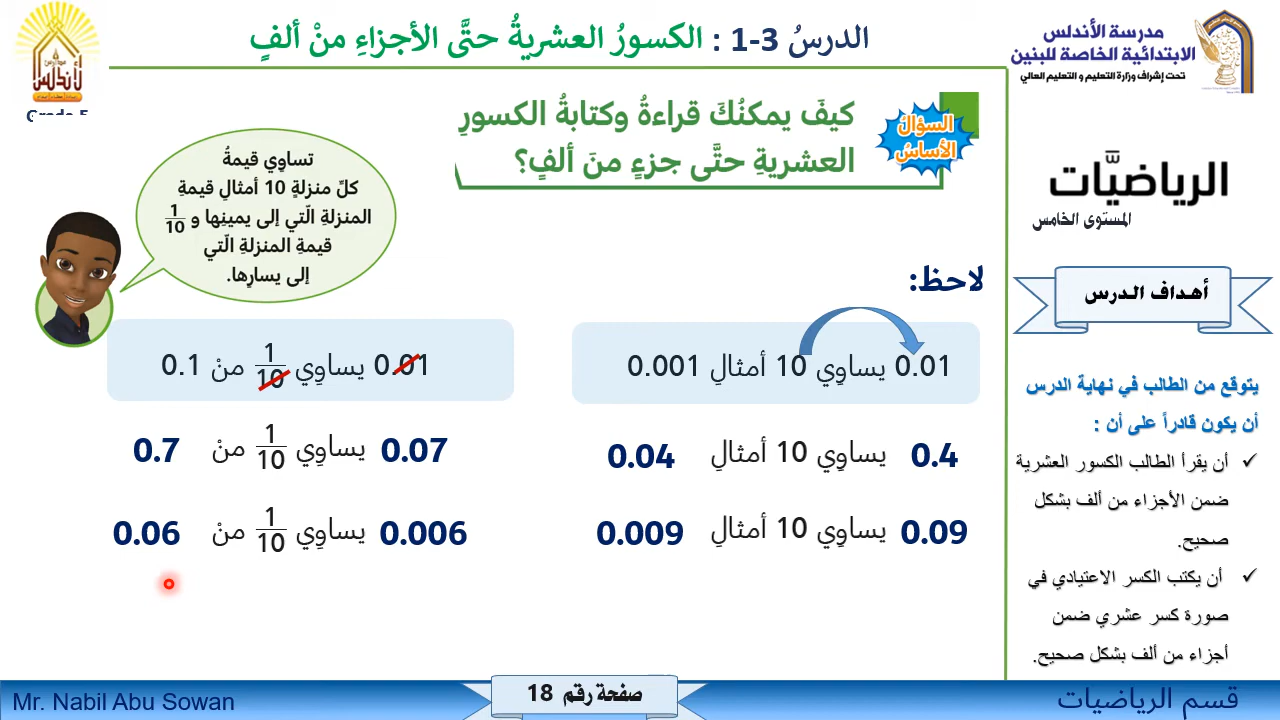 مدرسة الأندلس
الابتدائية الخاصة للبنين
تحت إشراف وزارة التعليم و التعليم العالي
الدرسُ 3-1 : الكسورُ العشريةُ حتَّى الأجزاءِ منْ ألفٍ
الأندلس
Grade 5
السؤالُ
الأساسُ
كيفَ يمكنُكَ قراءةُ وكتابةُ الكسورِ
العشريةِ حتَّى جزءٍ منَ ألفٍ؟
تساوِي قيمةُ
كلِّ منزلةٍ 10 أمثالِ قيمةِ
المنزلةِ الّتي إلى يمينِها و 1/10
قيمةِ المنزلةِ الّتي
إلى يسارِها.
الرياضيَّات
المستوى الخامس
لاحظ:
0.01 يساوِي 10 أمثالِ 0.001
0.4 يساوِي 10 أمثالِ 0.04
0.09 يساوِي 10 أمثالِ 0.009
0.01 يساوِي 1/10 منْ 0.1
0.07 يساوِي 1/10 منْ 0.7
0.006 يساوِي 1/10 منْ 0.06
أهداف الدرس
يتوقع من الطالب في نهاية الدرس
أن يكون قادراً على أن :
✓ أن يقرأ الطالب الكسور العشرية
ضمن الأجزاء من ألف بشكل
صحيح.
✓ أن يكتب الكسر الاعتيادي في
صورة كسر عشري ضمن
أجزاء من ألف بشكل صحيح.
قسم الرياضيات
صفحة رقم 18
Mr. Nabil Abu Sowan